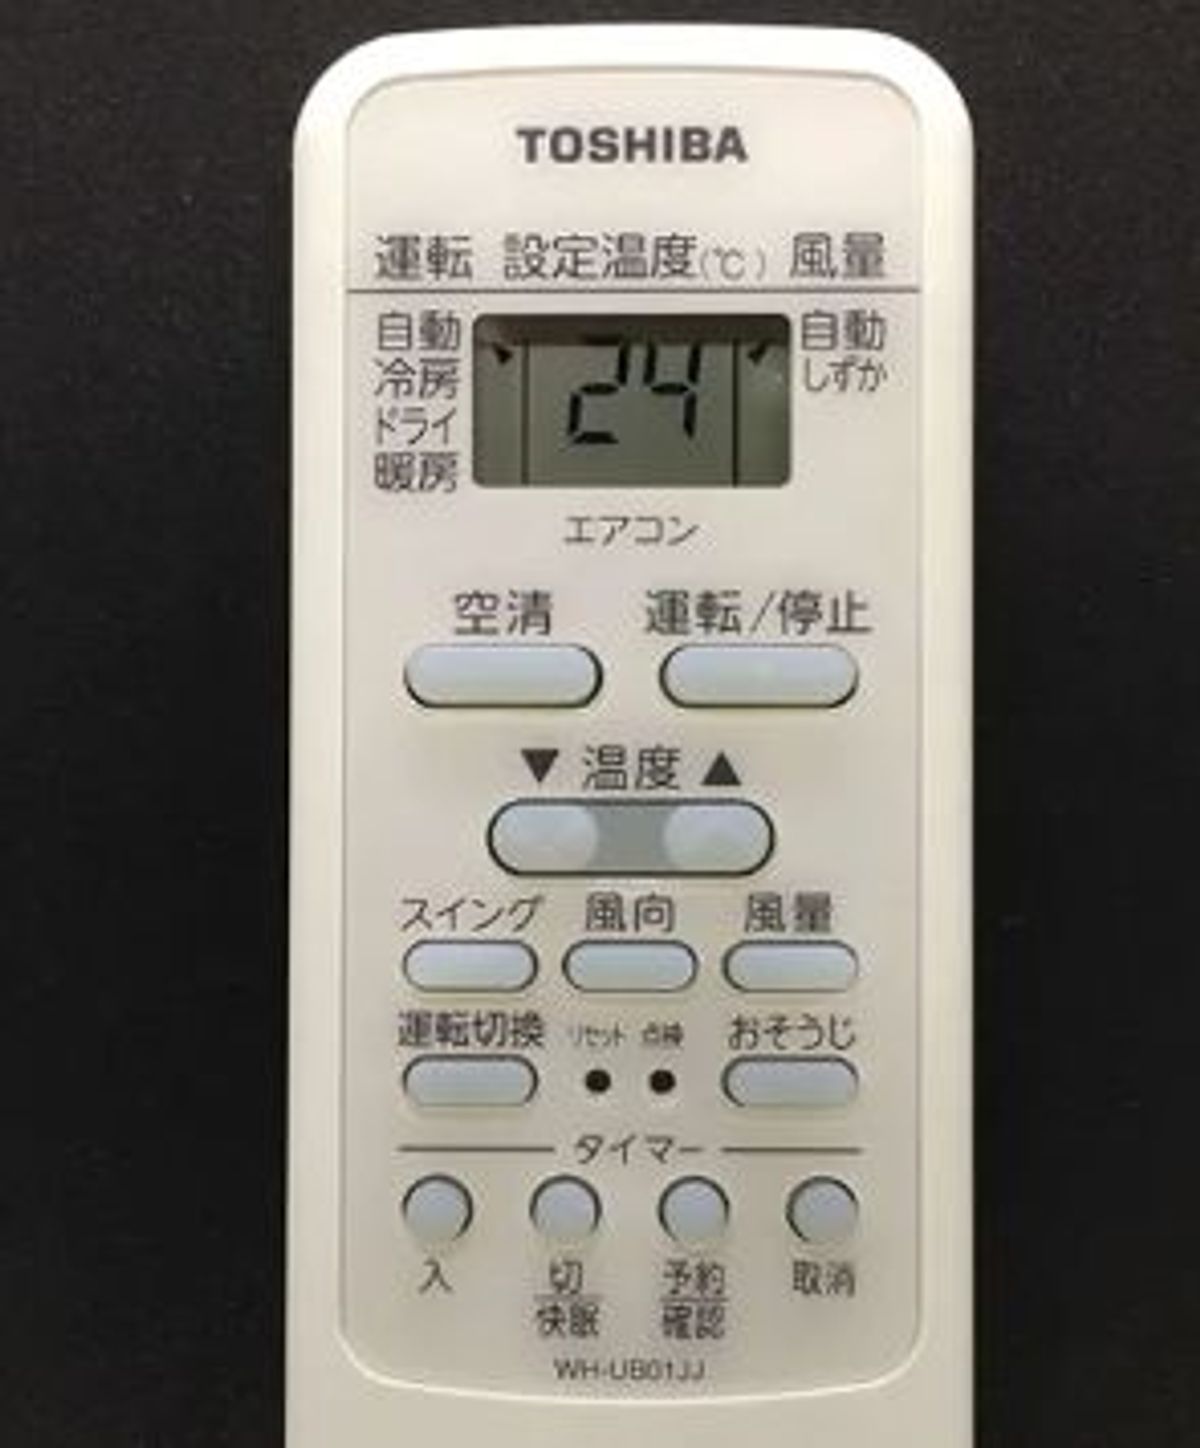 TOSHIBA
運転 設定温度(℃) 風量
自動 24 自動
冷房 しずか
ドライ
暖房
エアコン
空清 運転/停止
▼ 温度 ▲
スイング 風向 風量
運転切換 リセット 点検 おそうじ
タイマー
入 切 予約 取消
快眠 確認
WH-UB01JJ